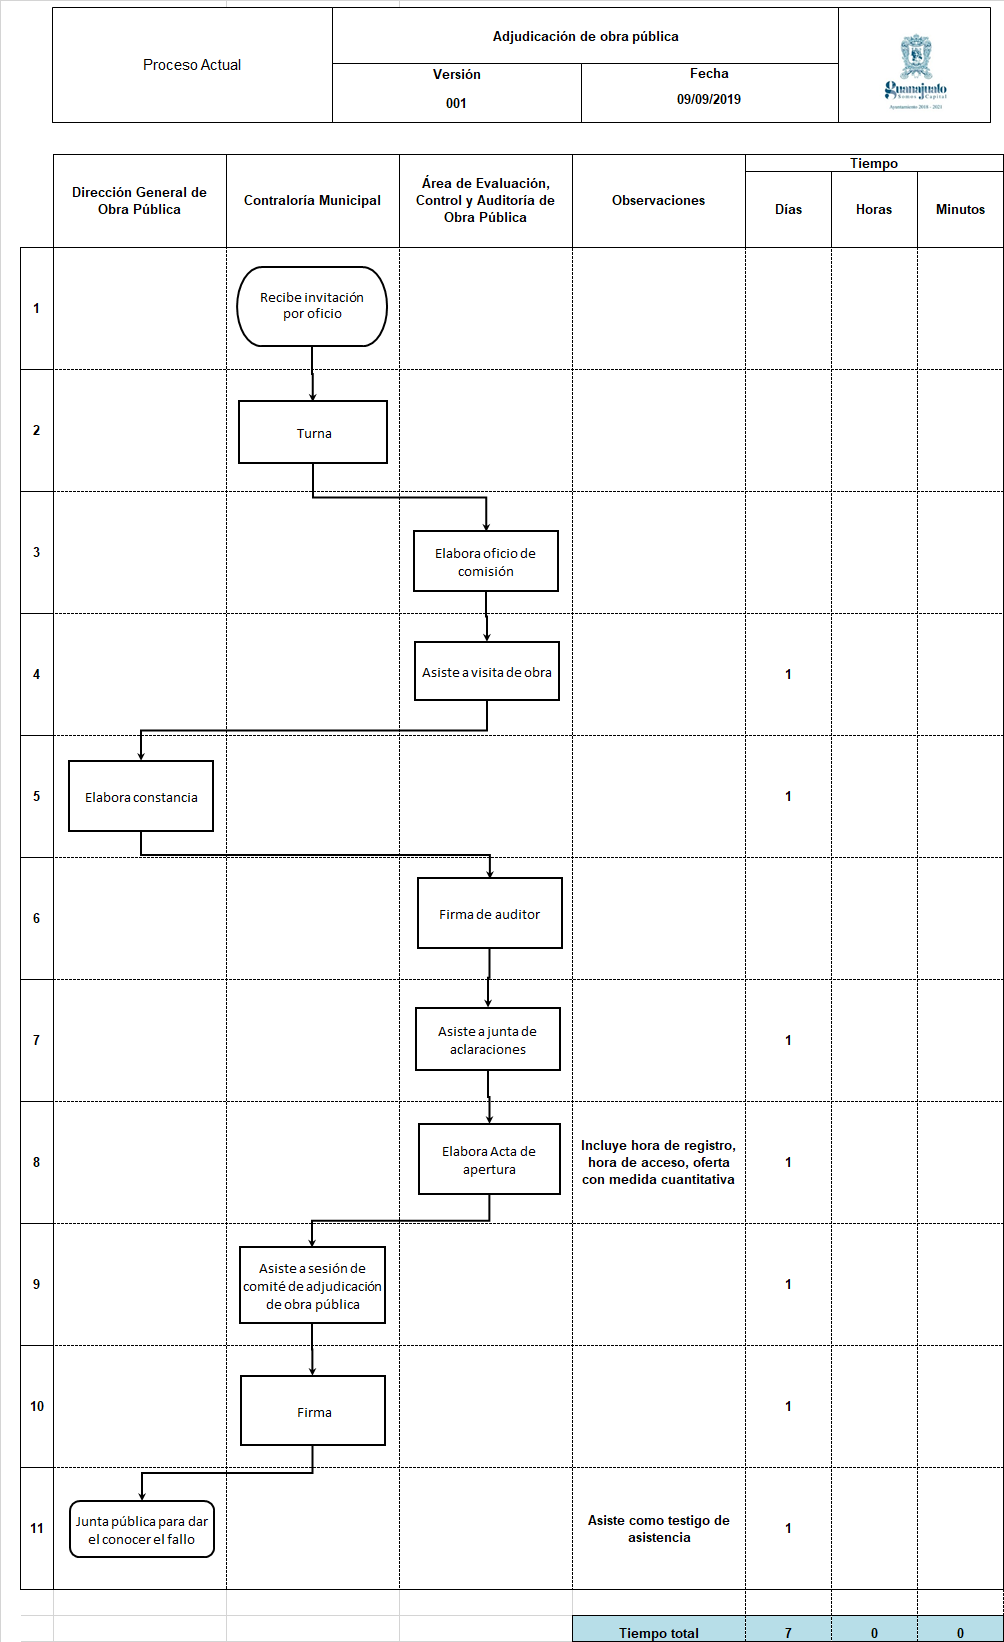 Proceso Actual
Adjudicación de obra pública
Versión
001
Fecha
09/09/2019
Guanajuato
Somos Capital
Ayuntamiento 2018 - 2021
Dirección General de
Obra Pública
Contraloría Municipal
Área de Evaluación,
Control y Auditoría de
Obra Pública
Observaciones
Tiempo
Días
Horas
Minutos
1
Recibe invitación
por oficio
2
Turna
3
Elabora oficio de
comisión
4
Asiste a visita de obra
1
5
Elabora constancia
1
6
Firma de auditor
7
Asiste a junta de
aclaraciones
1
8
Elabora Acta de
apertura
Incluye hora de registro,
hora de acceso, oferta
con medida cuantitativa
1
9
Asiste a sesión de
comité de adjudicación
de obra pública
1
10
Firma
1
11
Junta pública para dar
el conocer el fallo
Asiste como testigo de
asistencia
1
Tiempo total
7
0
0